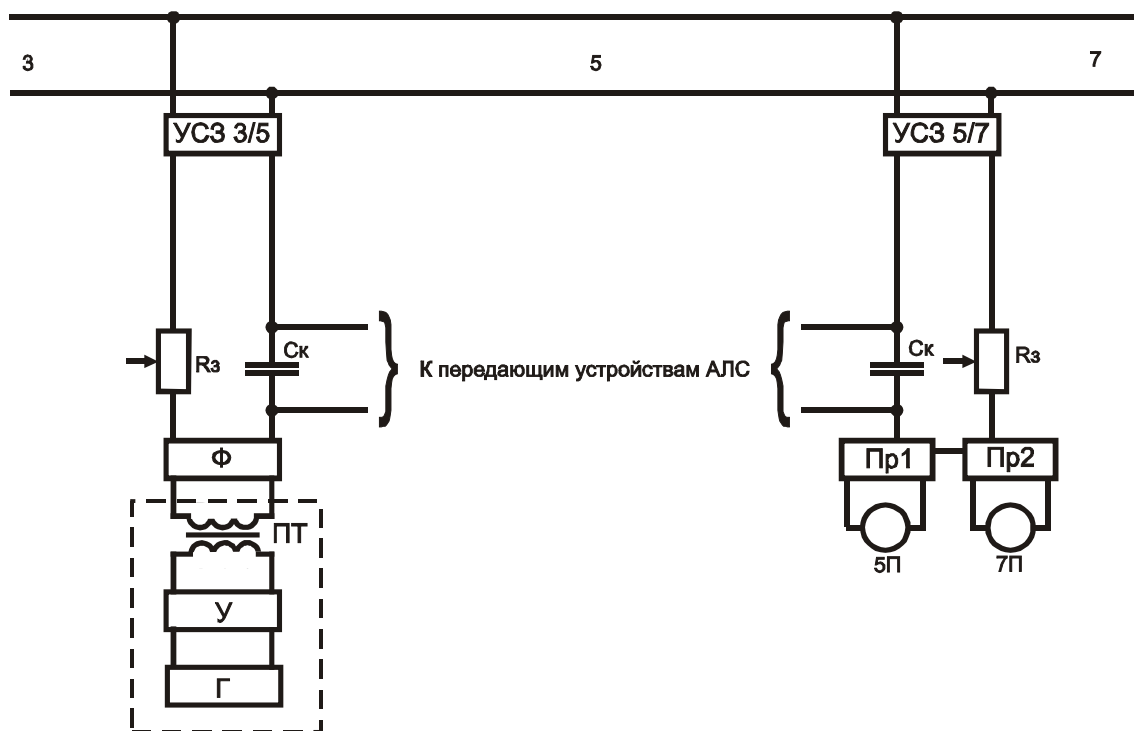 3
5
7
УСЗ 3/5
УСЗ 5/7
Rз
Ск
К передающим устройствам АЛС
Ск
Rз
Ф
Пр1
Пр2
ПТ
5П
7П
У
Г